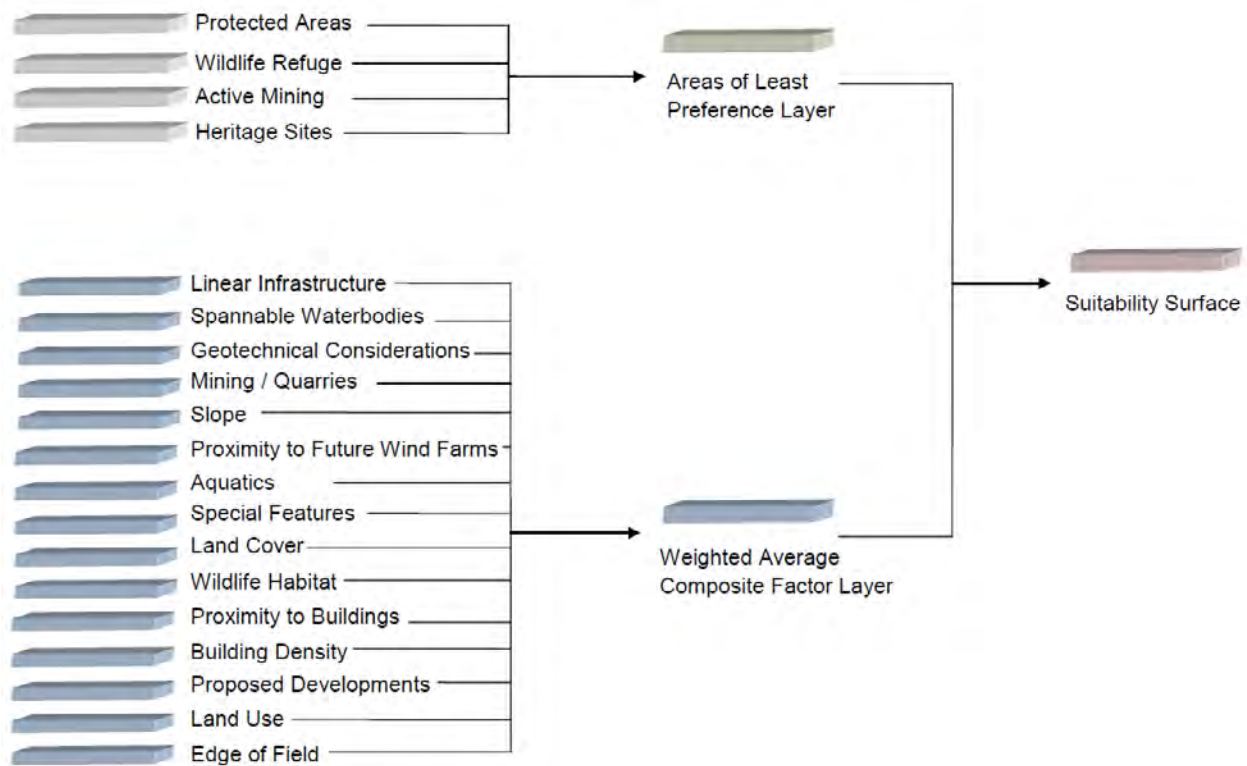 Protected Areas
Wildlife Refuge
Active Mining
Heritage Sites
Areas of Least
Preference Layer
Linear Infrastructure
Spannable Waterbodies
Geotechnical Considerations
Mining / Quarries
Slope
Proximity to Future Wind Farms
Aquatics
Special Features
Land Cover
Wildlife Habitat
Proximity to Buildings
Building Density
Proposed Developments
Land Use
Edge of Field
Weighted Average
Composite Factor Layer
Suitability Surface